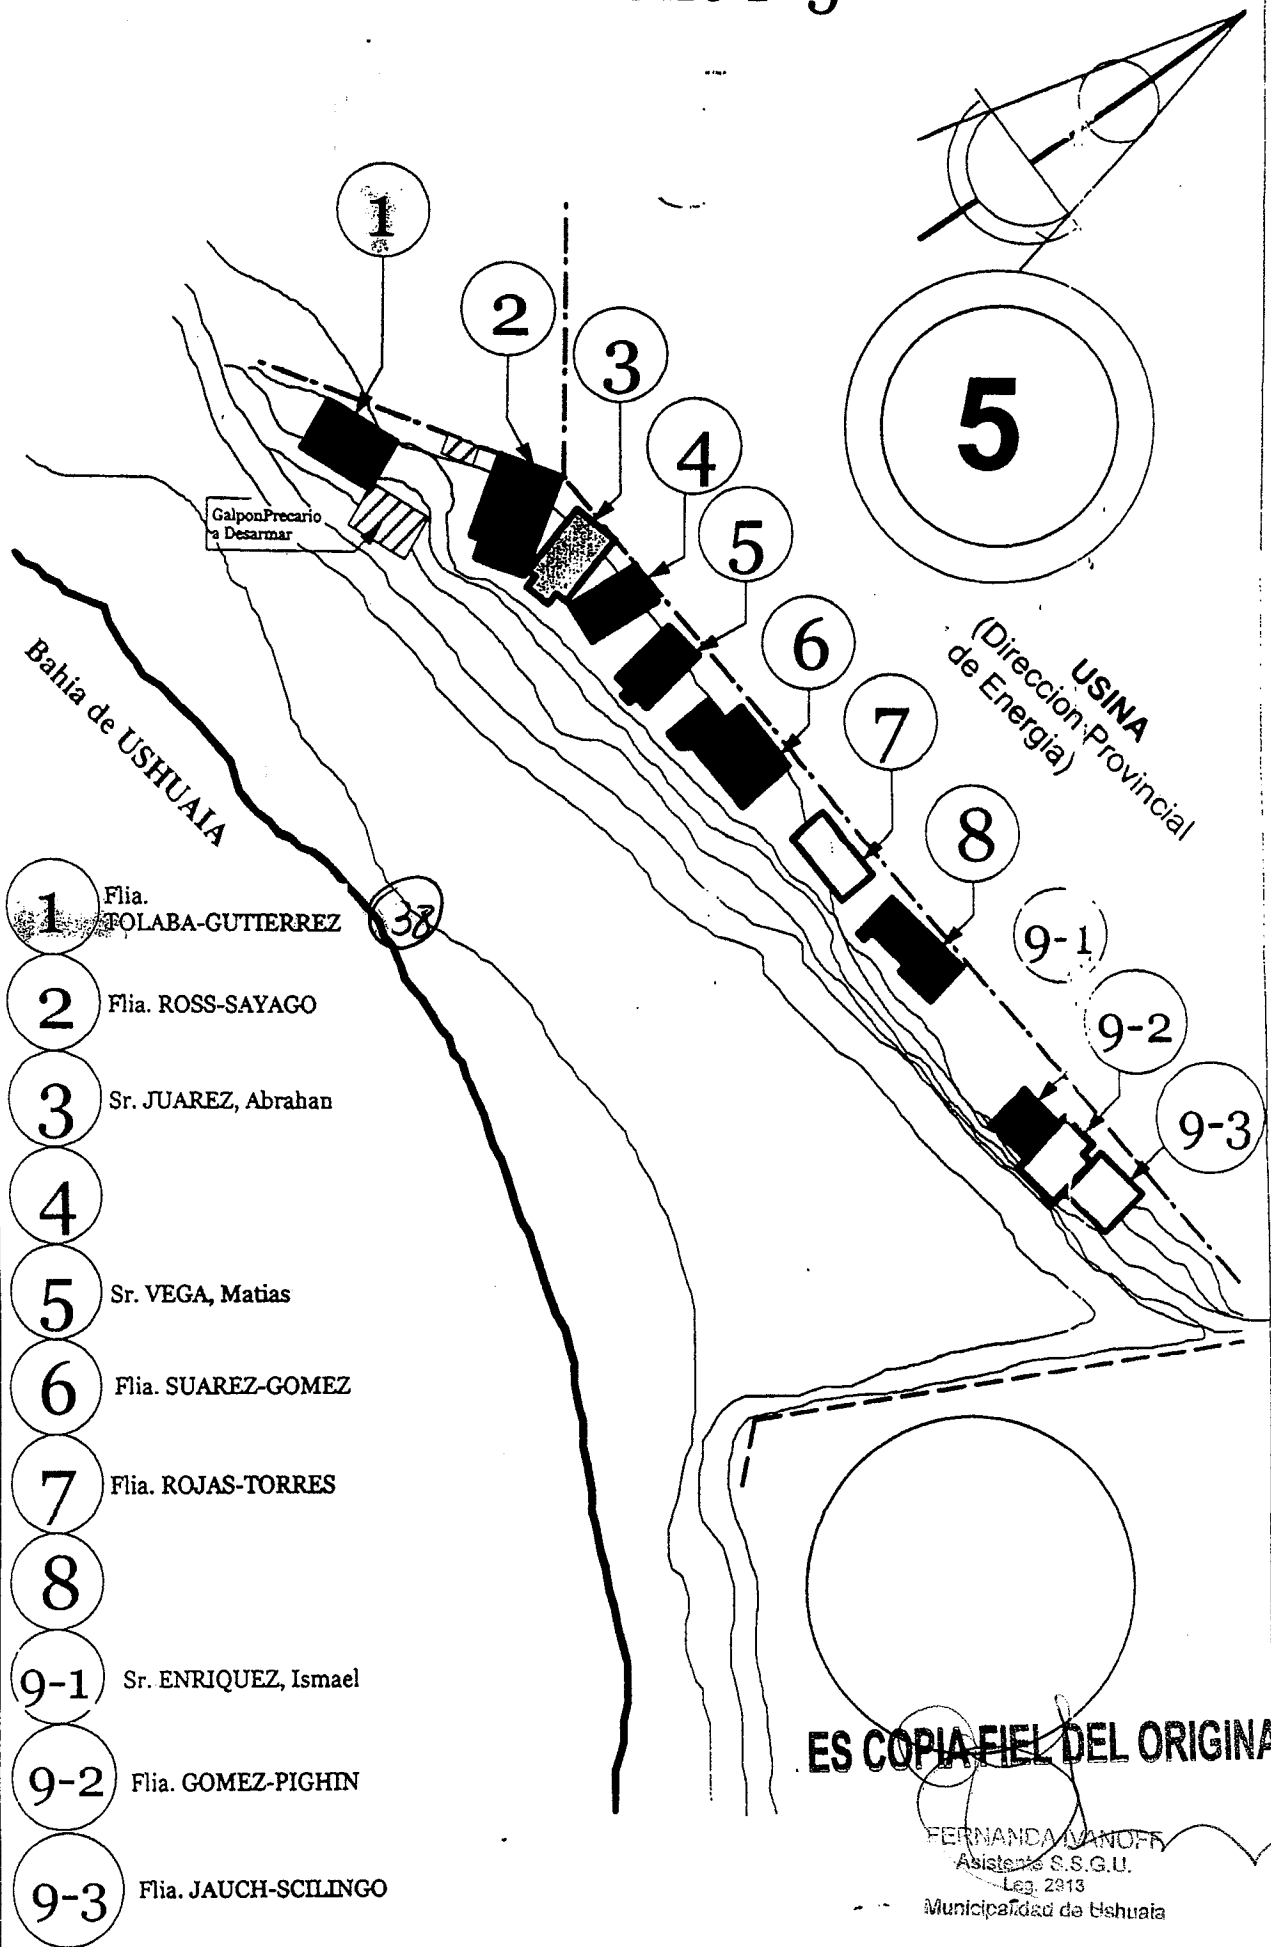 1
2
3
4
5
6
7
8
9-1
9-2
9-3
5
GalponPrecario
a Desarmar
USINA
(Dirección Provincial
de Energía)
Bahia de USHUAIA
38
1 Flia.
TOLABA-GUTIERREZ
2 Flia. ROSS-SAYAGO
3 Sr. JUAREZ, Abrahan
4
5 Sr. VEGA, Matias
6 Flia. SUAREZ-GOMEZ
7 Flia. ROJAS-TORRES
8
9-1 Sr. ENRIQUEZ, Ismael
9-2 Flia. GOMEZ-PIGHIN
9-3 Flia. JAUCH-SCILINGO
ES COPIA FIEL DEL ORIGINA
FERNANDA IVANOFF
Asistente S.S.G.U.
Leg. 2913
Municipalidad de Ushuaia